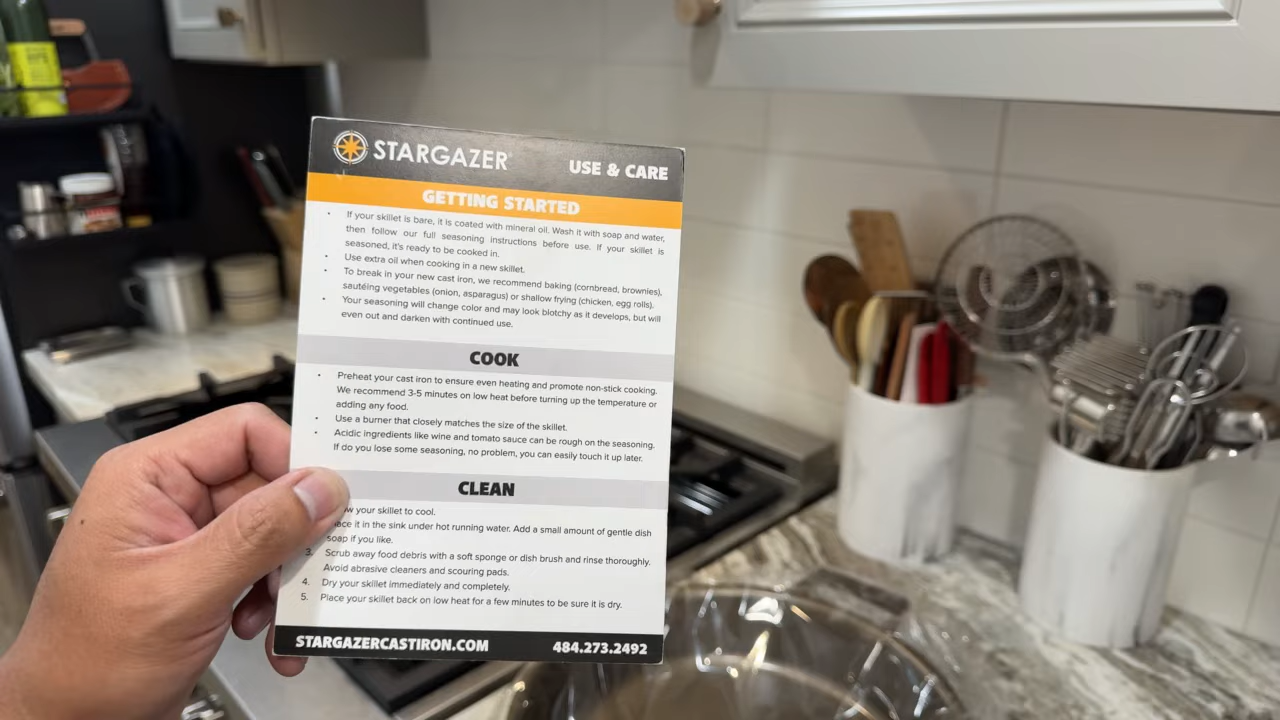 STARGAZER
USE & CARE
GETTING STARTED
• If your skillet is bare, it is coated with mineral oil. Wash it with soap and water,
then follow our full seasoning instructions before use. If your skillet is
seasoned, it's ready to be cooked in.
• Use extra oil when cooking in a new skillet.
• To break in your new cast iron, we recommend baking (cornbread, brownies),
sautéing vegetables (onion, asparagus) or shallow frying (chicken, egg rolls).
• Your seasoning will change color and may look blotchy as it develops, but will
even out and darken with continued use.
COOK
• Preheat your cast iron to ensure even heating and promote non-stick cooking.
We recommend 3-5 minutes on low heat before turning up the temperature or
adding any food.
• Use a burner that closely matches the size of the skillet.
• Acidic ingredients like wine and tomato sauce can be rough on the seasoning.
If do you lose some seasoning, no problem, you can easily touch it up later.
CLEAN
your skillet to cool.
it in the sink under hot running water. Add a small amount of gentle dish
soap if you like.
3. Scrub away food debris with a soft sponge or dish brush and rinse thoroughly.
Avoid abrasive cleaners and scouring pads.
4. Dry your skillet immediately and completely.
5. Place your skillet back on low heat for a few minutes to be sure it is dry.
STARGAZERCASTIRON.COM
484.273.2492